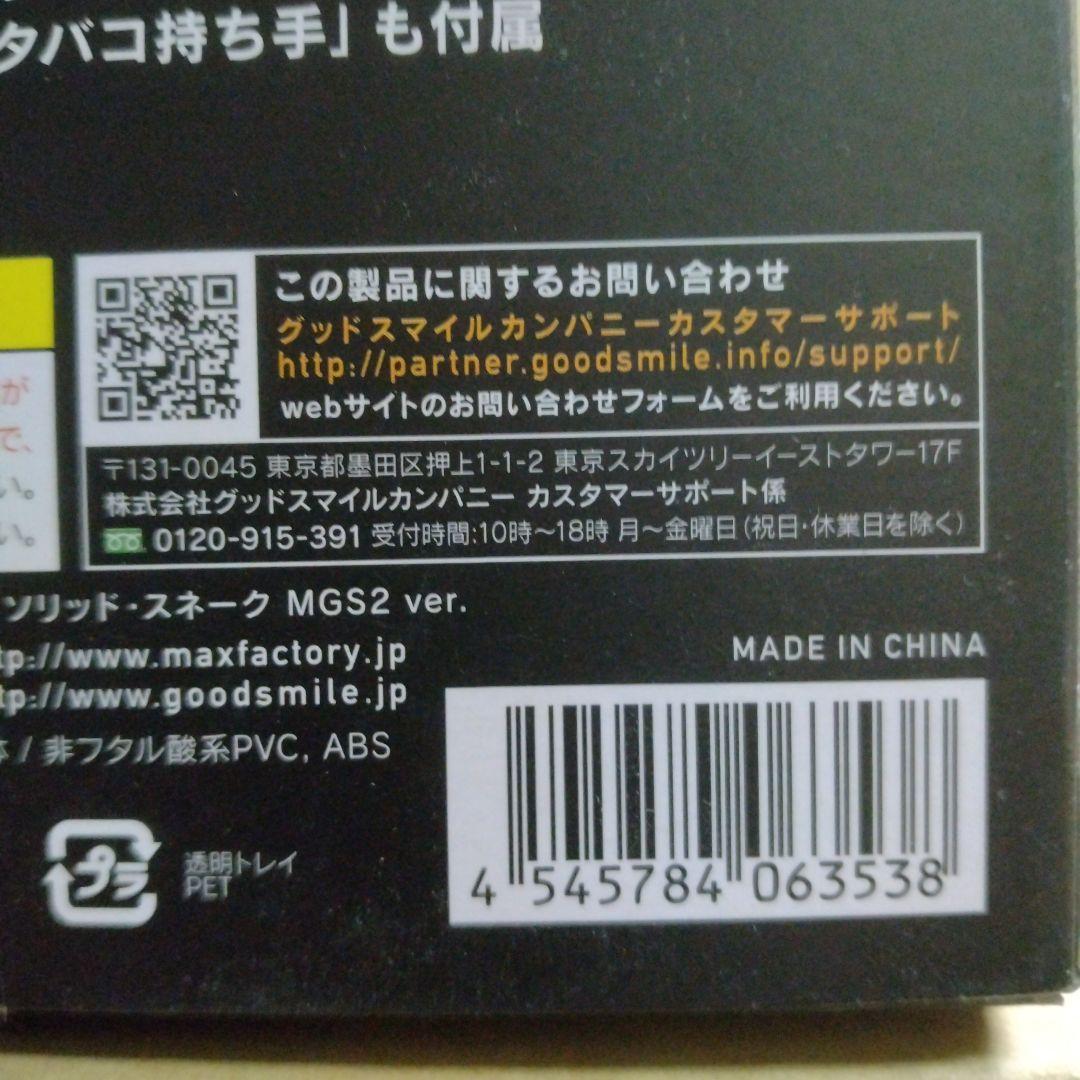 タバコ持ち手」も付属
この製品に関するお問い合わせ
グッドスマイルカンパニーカスタマーサポート
http://partner.goodsmile.info/support/
webサイトのお問い合わせフォームをご利用ください。
が
で、
い。
い。
〒131-0045 東京都墨田区押上1-1-2 東京スカイツリーイーストタワー17F
株式会社グッドスマイルカンパニー カスタマーサポート係
0120-915-391 受付時間:10時～18時 月～金曜日(祝日・休業日を除く)
ソリッド・スネーク MGS2 ver.
tp://www.maxfactory.jp
tp://www.goodsmile.jp
体 / 非フタル酸系PVC, ABS
MADE IN CHINA
プラ
透明トレイ
PET
4 545784 063538